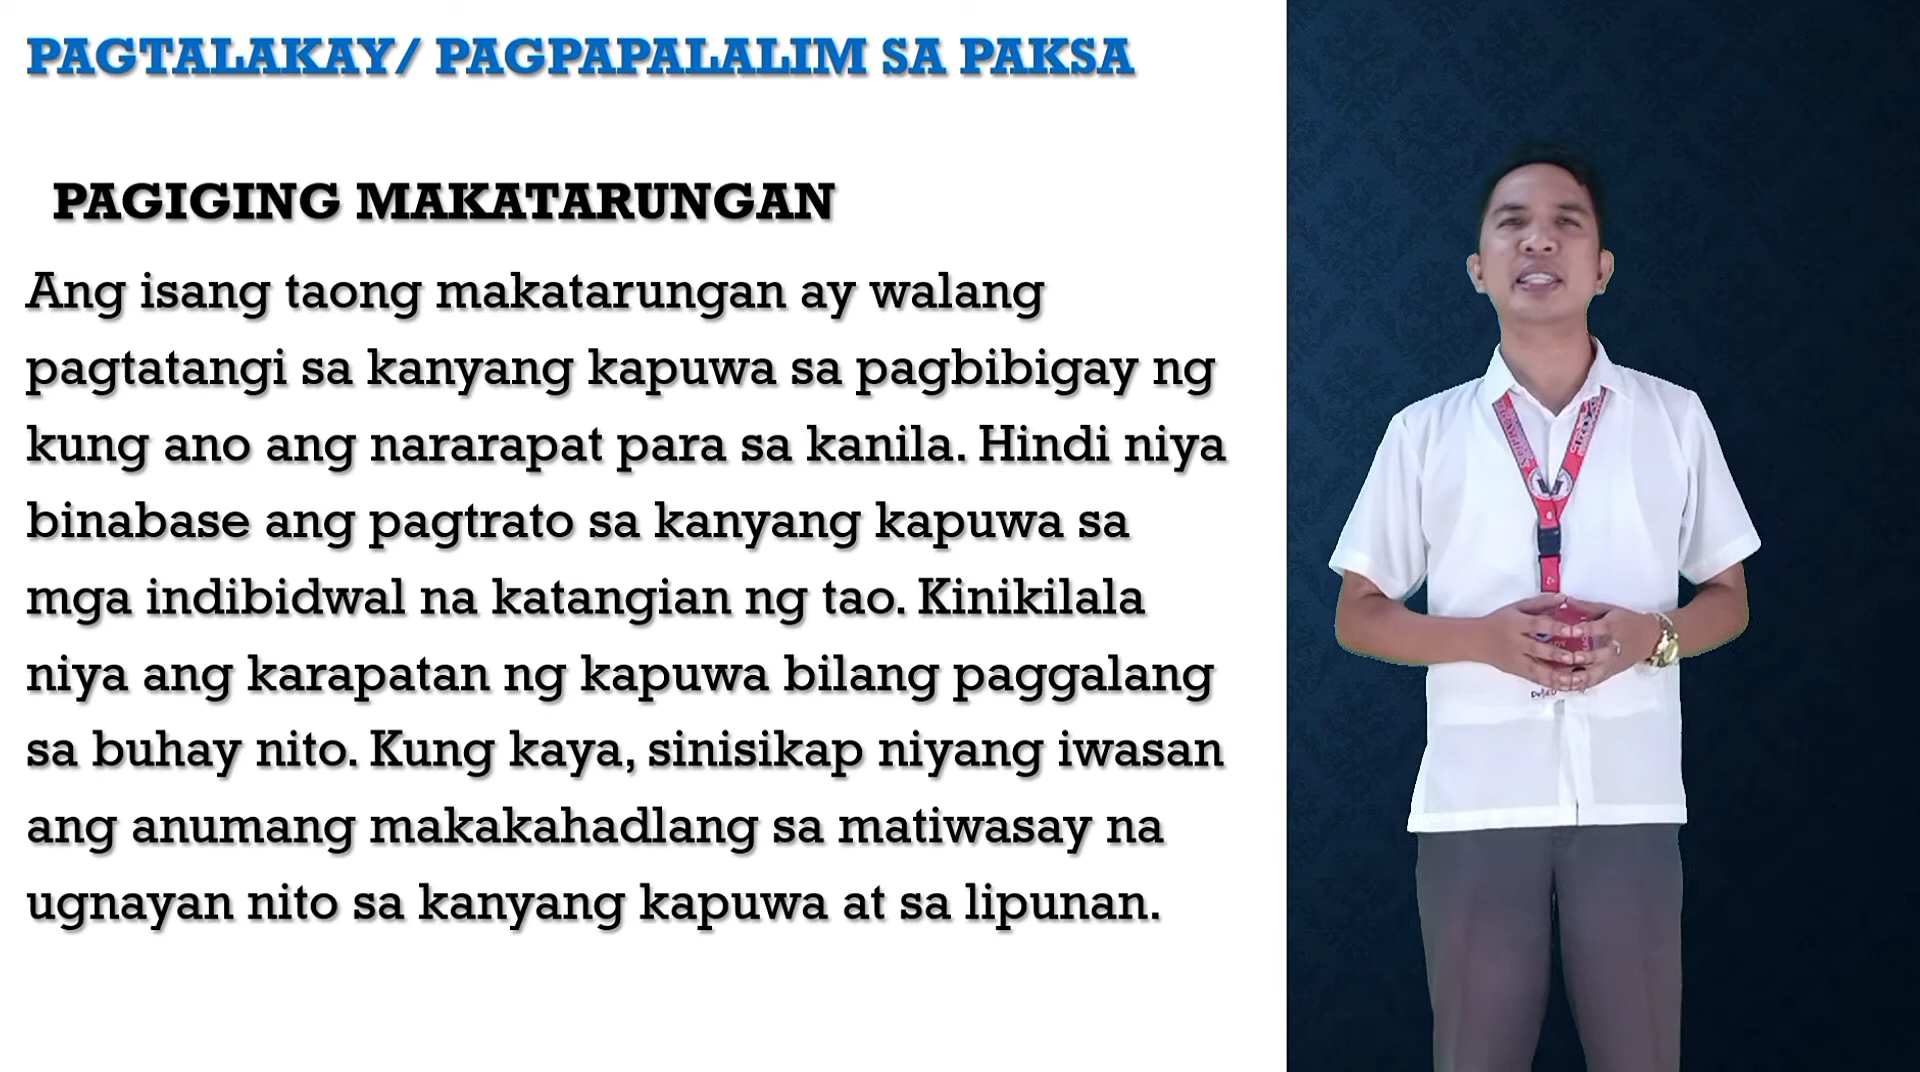 PAGTALAKAY/ PAGPAPALALIM SA PAKSA
PAGIGING MAKATARUNGAN
Ang isang taong makatarungan ay walang
pagtatangi sa kanyang kapuwa sa pagbibigay ng
kung ano ang nararapat para sa kanila. Hindi niya
binabase ang pagtrato sa kanyang kapuwa sa
mga indibidwal na katangian ng tao. Kinikilala
niya ang karapatan ng kapuwa bilang paggalang
sa buhay nito. Kung kaya, sinisikap niyang iwasan
ang anumang makakahadlang sa matiwasay na
ugnayan nito sa kanyang kapuwa at sa lipunan.